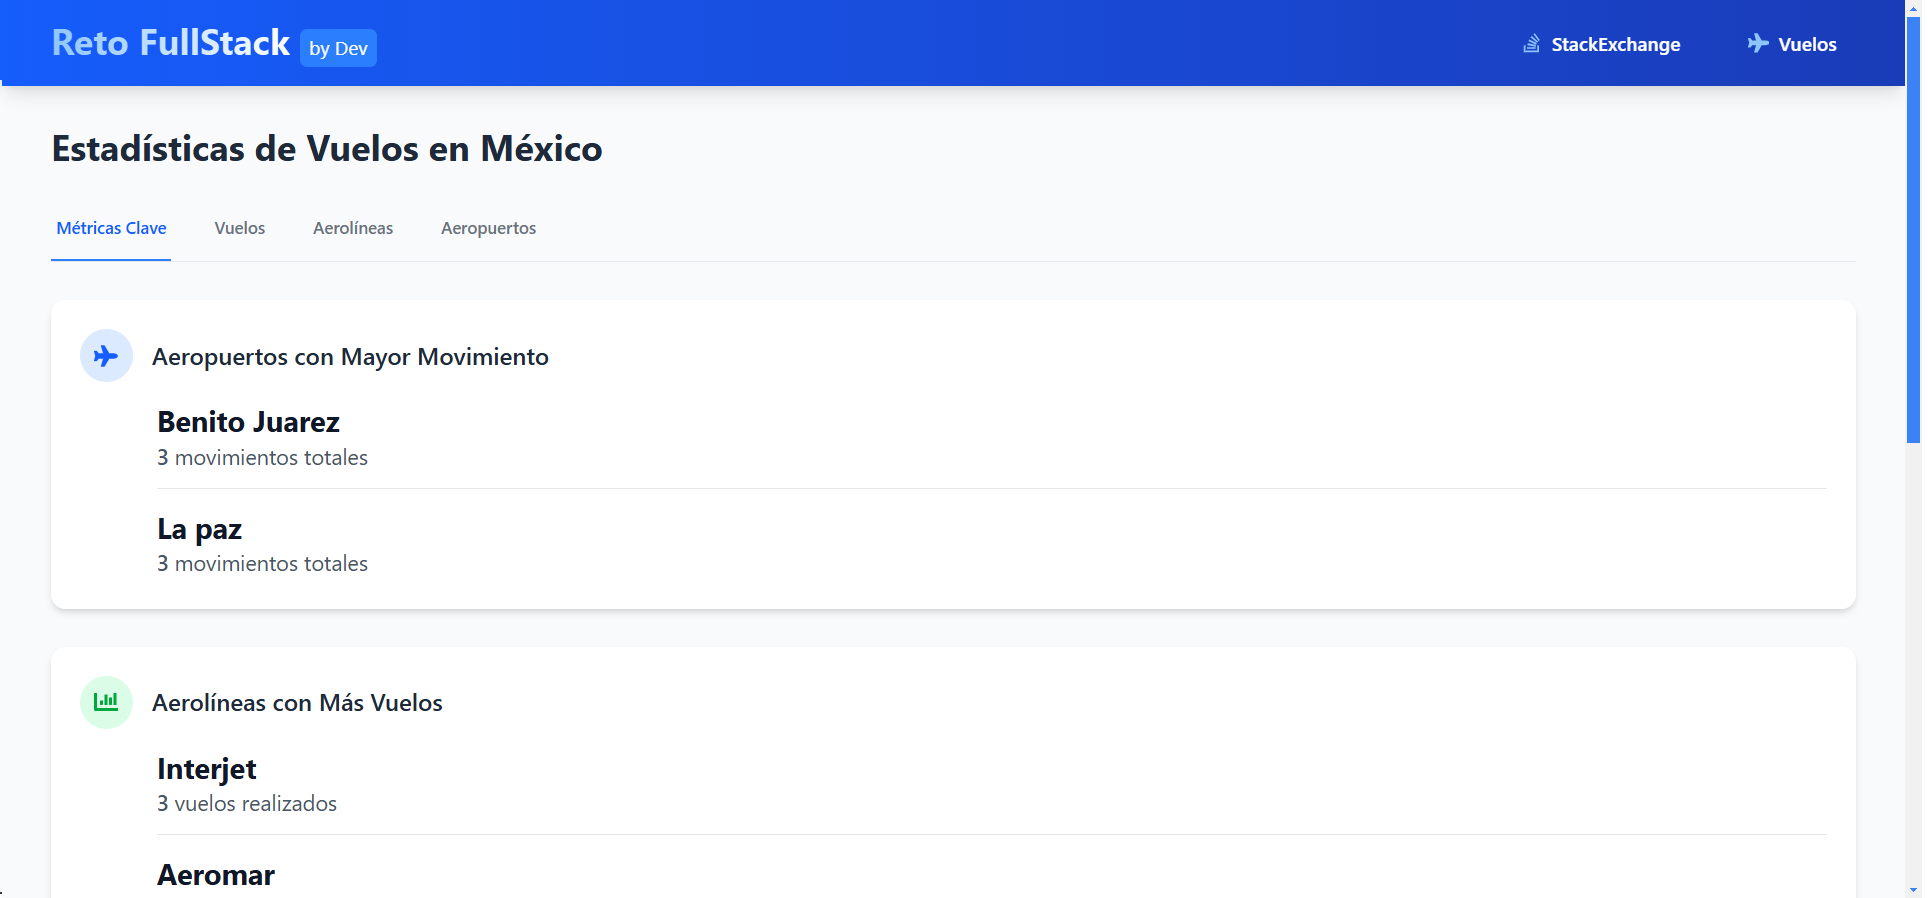 Reto FullStack by Dev
StackExchange
Vuelos
Estadísticas de Vuelos en México
Métricas Clave
Vuelos
Aerolíneas
Aeropuertos
Aeropuertos con Mayor Movimiento
Benito Juarez
3 movimientos totales
La paz
3 movimientos totales
Aerolíneas con Más Vuelos
Interjet
3 vuelos realizados
Aeromar